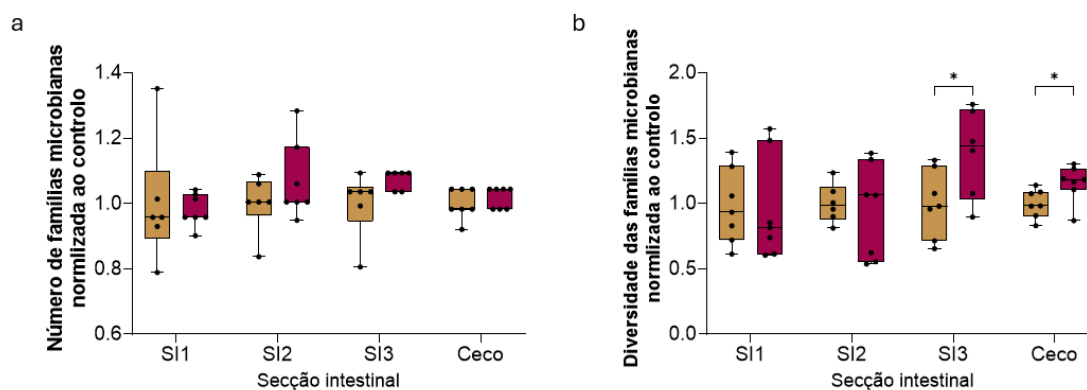 a
Número de famílias microbianas
normlizada ao controlo
1.4
1.2
1.0
0.8
0.6
SI1 SI2 SI3 Ceco
Secção intestinal
b
Diversidade das famílias microbianas
normlizada ao controlo
2.0
1.5
1.0
0.5
0.0
* *
SI1 SI2 SI3 Ceco
Secção intestinal